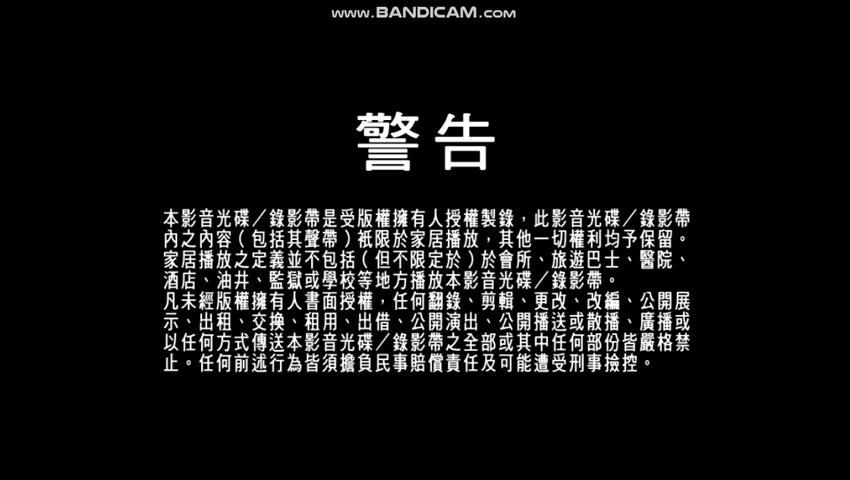 www.BANDICAM.com
警告
本影音光碟／錄影帶是受版權擁有人授權製錄，此影音光碟／錄影帶
內之內容（包括其聲帶）祇限於家居播放，其他一切權利均予保留。
家居播放之定義並不包括（但不限定於）於會所、旅遊巴士、醫院、
酒店、油井、監獄或學校等地方播放本影音光碟／錄影帶。
凡未經版權擁有人書面授權，任何翻錄、剪輯、更改、改編、公開展
示、出租、交換、租用、出借、公開演出、公開播送或散播、廣播或
以任何方式傳送本影音光碟／錄影帶之全部或其中任何部份皆嚴格禁
止。任何前述行為皆須擔負民事賠償責任及可能遭受刑事撿控。